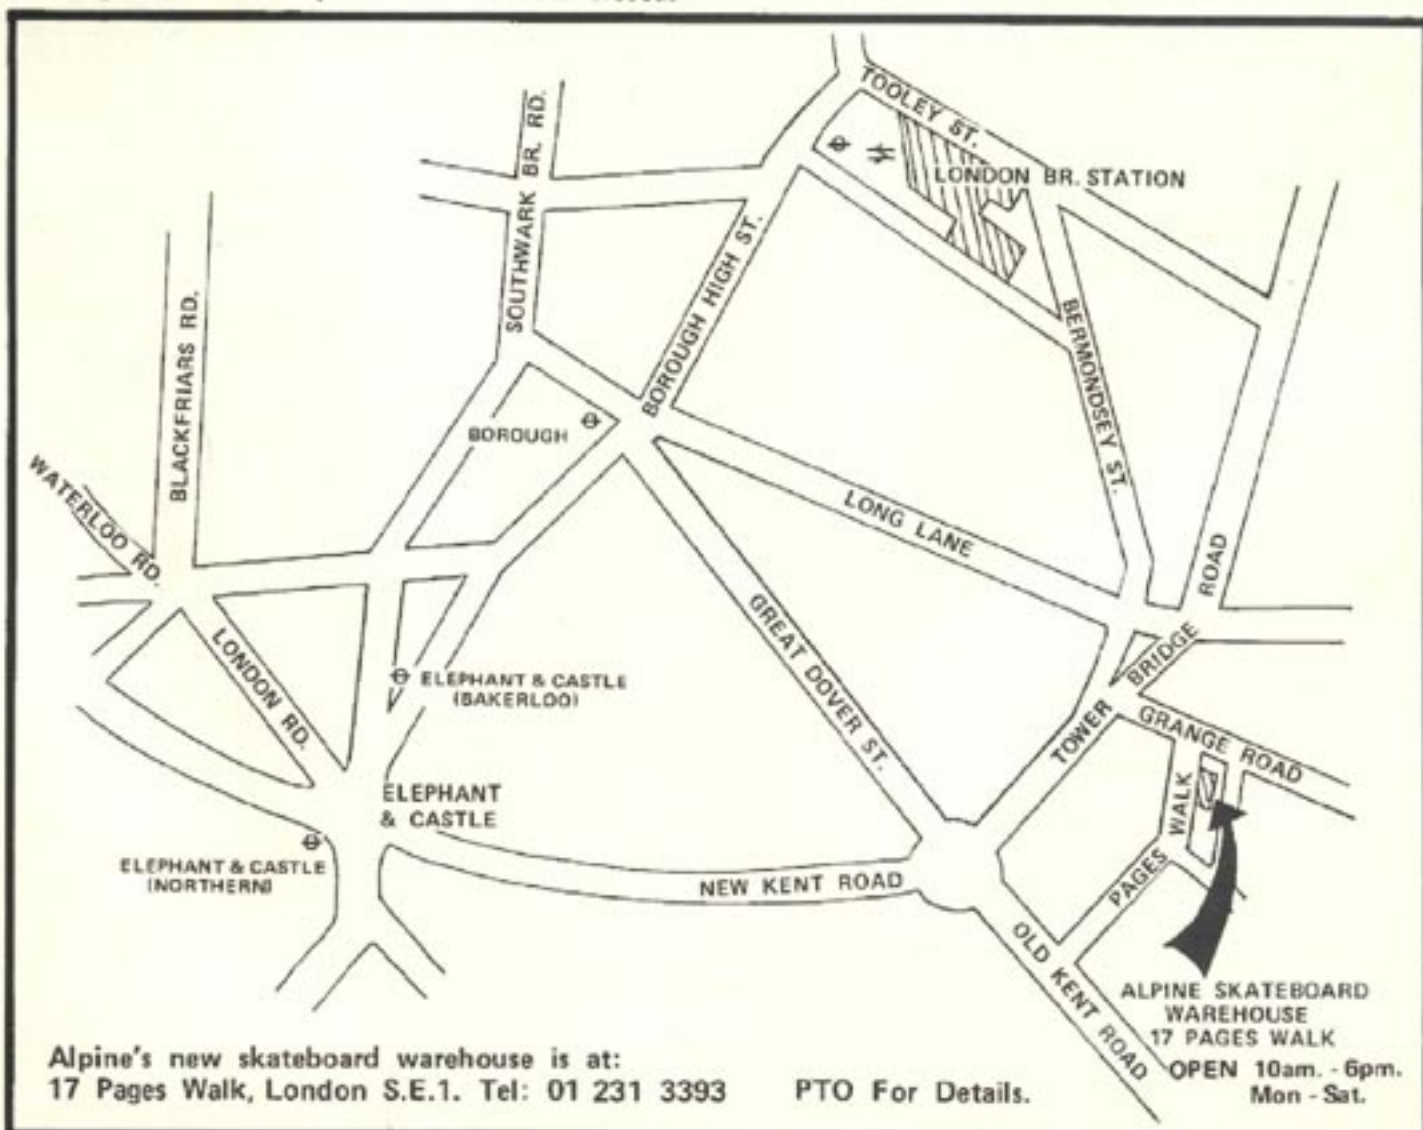 TOOLEY ST.
LONDON BR. STATION
SOUTHWARK BR. RD.
BOROUGH HIGH ST.
BLACKFRIARS RD.
BERMONDSEY ST.
BOROUGH
WATERLOO RD.
LONG LANE
LONDON RD.
GREAT DOVER ST.
TOWER BRIDGE ROAD
GRANGE ROAD
ELEPHANT & CASTLE
(BAKERLOO)
ELEPHANT
& CASTLE
ELEPHANT & CASTLE
(NORTHERN)
NEW KENT ROAD
PAGES WALK
OLD KENT ROAD
ALPINE SKATEBOARD
WAREHOUSE
17 PAGES WALK
OPEN 10am. - 6pm.
Mon - Sat.
Alpine's new skateboard warehouse is at:
17 Pages Walk, London S.E.1. Tel: 01 231 3393
PTO For Details.